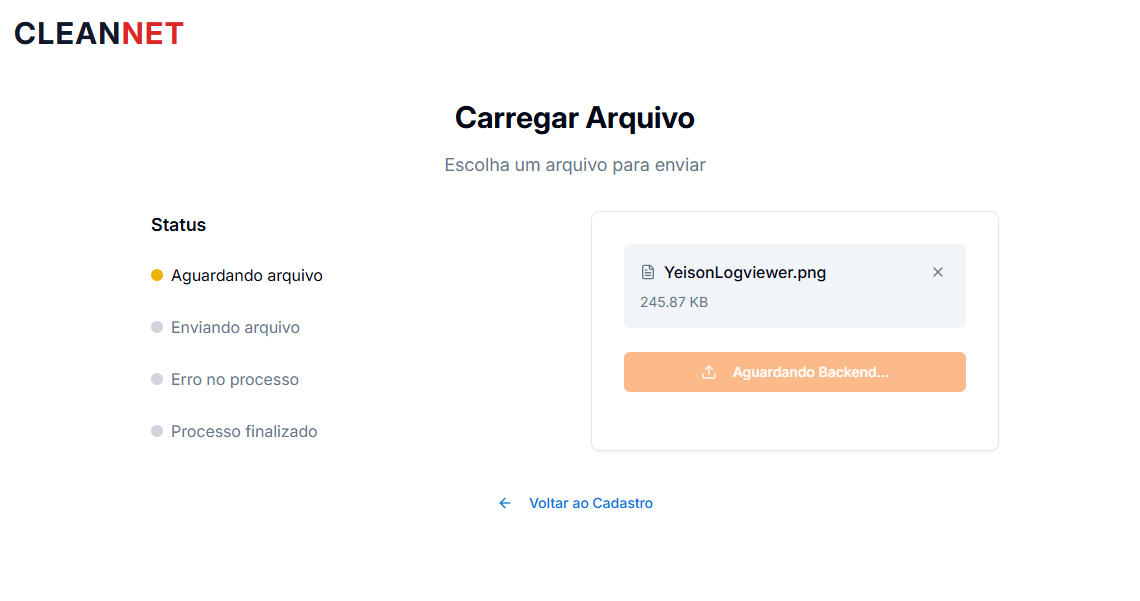 CLEANNET
Carregar Arquivo
Escolha um arquivo para enviar
Status
Aguardando arquivo
Enviando arquivo
Erro no processo
Processo finalizado
YeisonLogviewer.png
245.87 KB
Aguardando Backend...
Voltar ao Cadastro